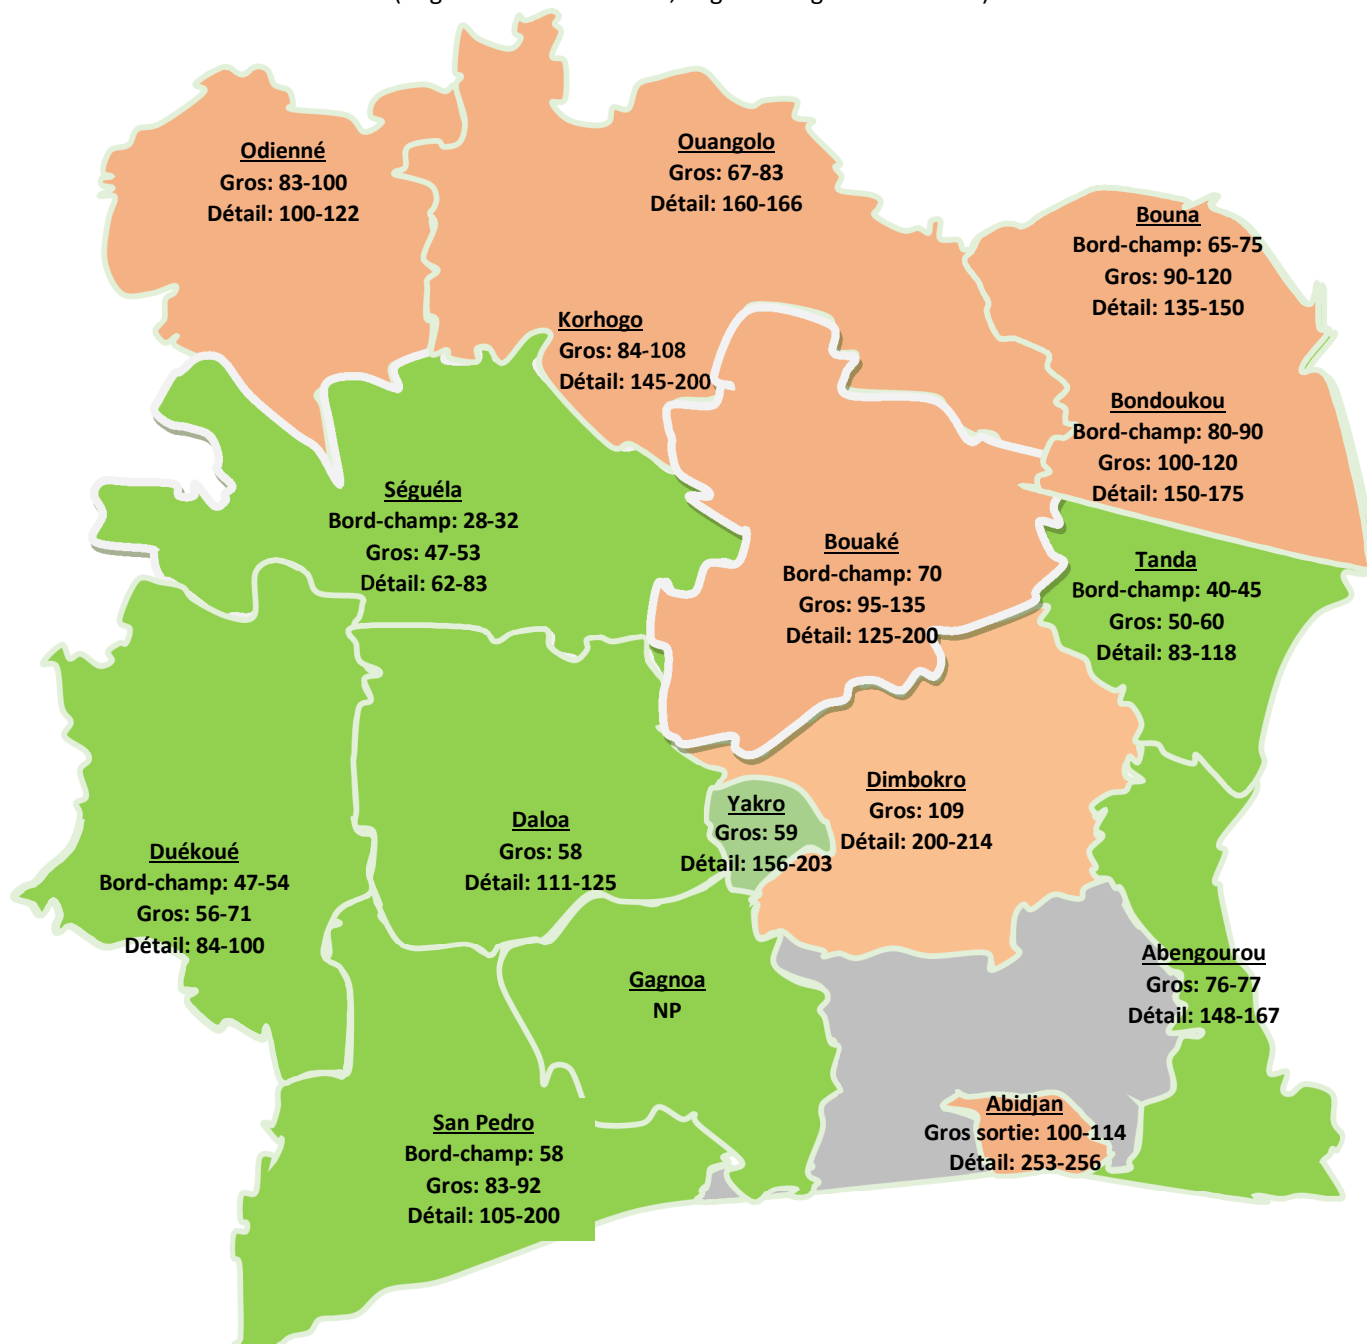 Odienné
Gros: 83-100
Détail: 100-122
Ouangolo
Gros: 67-83
Détail: 160-166
Bouna
Bord-champ: 65-75
Gros: 90-120
Détail: 135-150
Korhogo
Gros: 84-108
Détail: 145-200
Bondoukou
Bord-champ: 80-90
Gros: 100-120
Détail: 150-175
Séguéla
Bord-champ: 28-32
Gros: 47-53
Détail: 62-83
Bouaké
Bord-champ: 70
Gros: 95-135
Détail: 125-200
Tanda
Bord-champ: 40-45
Gros: 50-60
Détail: 83-118
Dimbokro
Gros: 109
Détail: 200-214
Yakro
Gros: 59
Détail: 156-203
Daloa
Gros: 58
Détail: 111-125
Duékoué
Bord-champ: 47-54
Gros: 56-71
Détail: 84-100
Abengourou
Gros: 76-77
Détail: 148-167
Gagnoa
NP
Abidjan
Gros sortie: 100-114
Détail: 253-256
San Pedro
Bord-champ: 58
Gros: 83-92
Détail: 105-200